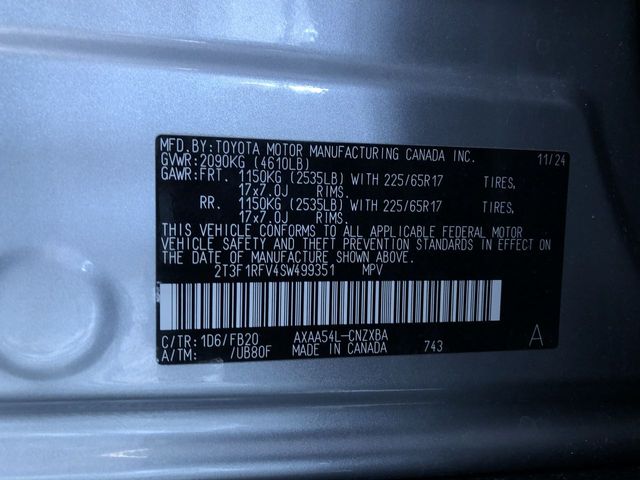 MFD.BY:TOYOTA MOTOR MANUFACTURING CANADA INC. 11/24
GVWR:2090KG (4610LB)
GAWR:FRT. 1150KG (2535LB) WITH 225/65R17 TIRES,
17x7.0J RIMS.
RR. 1150KG (2535LB) WITH 225/65R17 TIRES,
17x7.0J RIMS.
THIS VEHICLE CONFORMS TO ALL APPLICABLE FEDERAL MOTOR
VEHICLE SAFETY AND THEFT PREVENTION STANDARDS IN EFFECT ON
THE DATE OF MANUFACTURE SHOWN ABOVE.
2T3F1RFV4SW499351 MPV
C/TR:1D6/FB20 AXAA54L-CNZXBA A
A/TM: /UB80F MADE IN CANADA 743